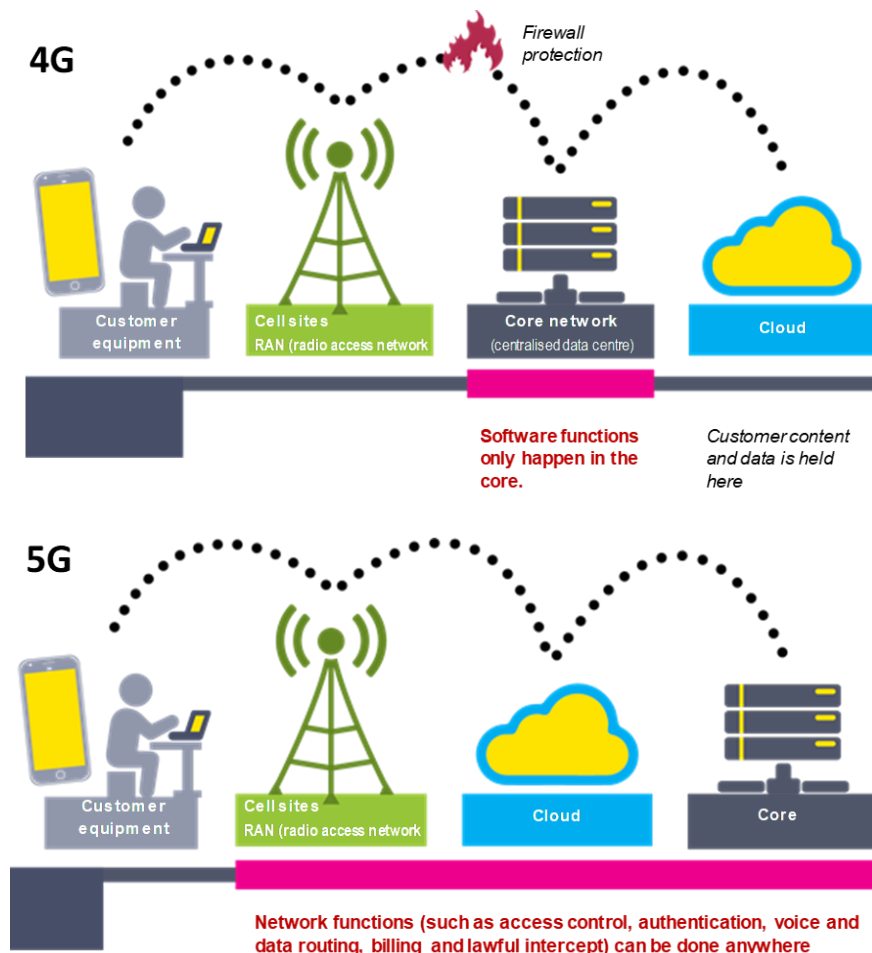 4G
Firewall
protection
Customer
equipment
Cell sites
RAN (radio access network
Core network
(centralised data centre)
Cloud
Software functions
only happen in the
core.
Customer content
and data is held
here
5G
Customer
equipment
Cell sites
RAN (radio access network
Cloud
Core
Network functions (such as access control, authentication, voice and
data routing, billing and lawful intercept) can be done anywhere